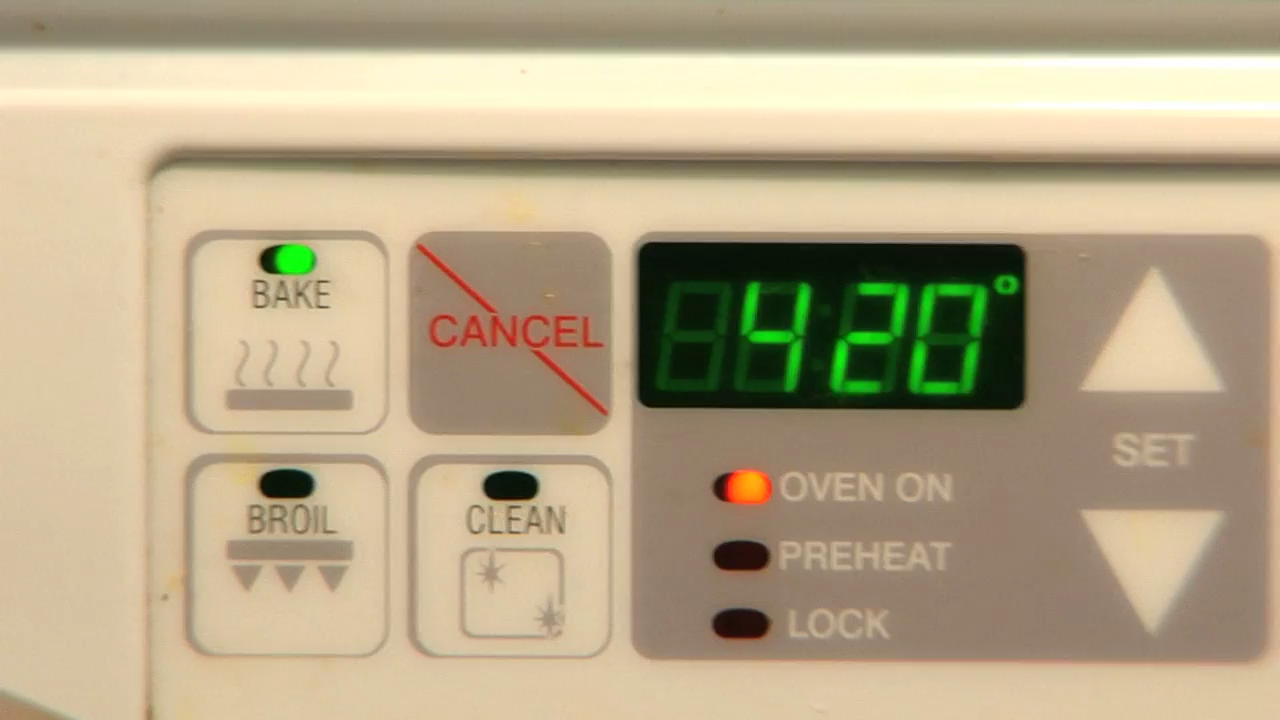 BAKE
CANCEL
420°
SET
BROIL
CLEAN
OVEN ON
PREHEAT
LOCK